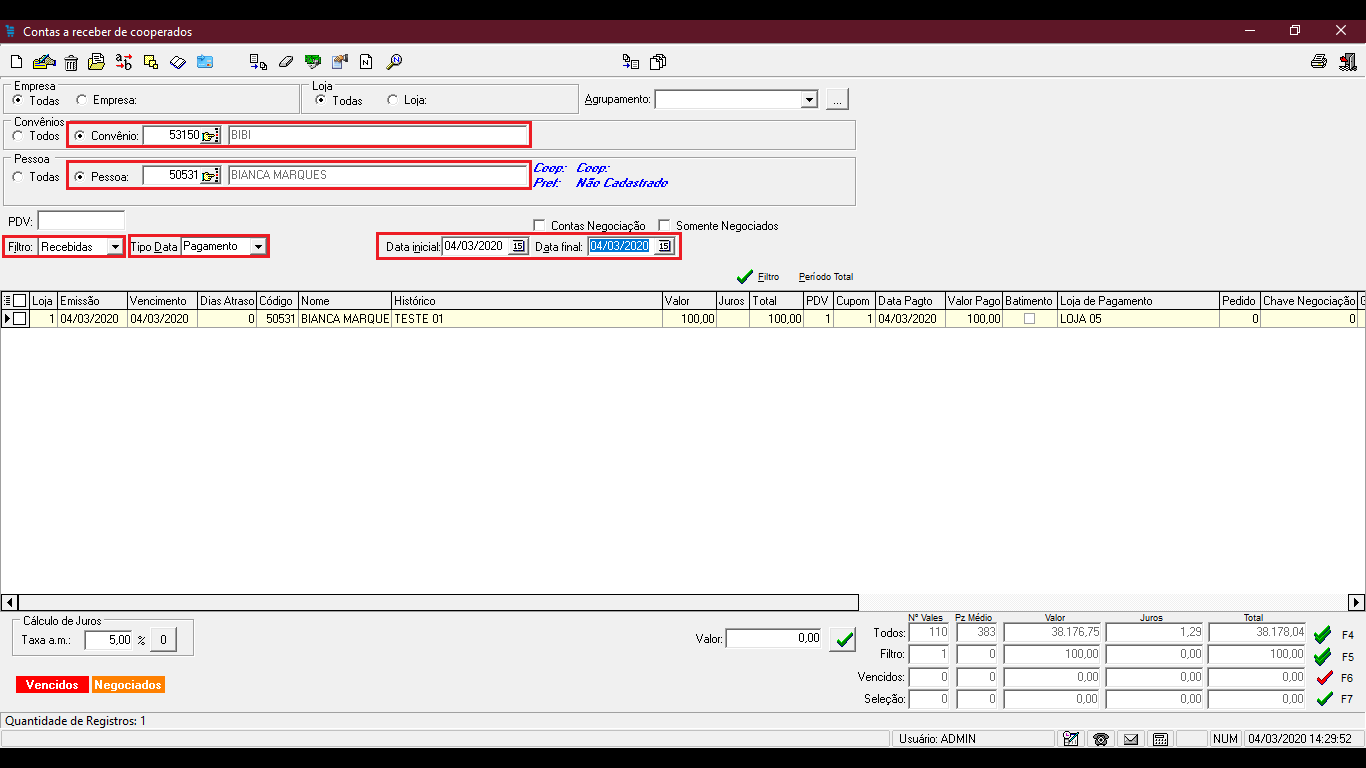 Contas a receber de cooperados
Empresa
Todas Empresa:
Loja
Todas Loja:
Agrupamento: ...
Convênios
Todos Convênio: 53150 BIBI
Pessoa
Todas Pessoa: 50531 BIANCA MARQUES
Coop: Coop:
Pref: Não Cadastrado
PDV:
Contas Negociação Somente Negociados
Filtro: Recebidas Tipo Data Pagamento Data inicial: 04/03/2020 15 Data final: 04/03/2020 15
Filtro Período Total
Loja Emissão Vencimento Dias Atraso Código Nome Histórico Valor Juros Total PDV Cupom Data Pagto Valor Pago Batimento Loja de Pagamento Pedido Chave Negociação
1 04/03/2020 04/03/2020 0 50531 BIANCA MARQUE TESTE 01 100,00 100,00 1 1 04/03/2020 100,00 LOJA 05 0 0
Cálculo de Juros
Taxa a.m.: 5,00 % 0
Valor: 0,00
Nº Vales Pz Médio Valor Juros Total
Todos: 110 383 38.176,75 1,29 38.178,04 F4
Filtro: 1 0 100,00 0,00 100,00 F5
Vencidos: 0 0 0,00 0,00 0,00 F6
Seleção: 0 0 0,00 0,00 0,00 F7
Vencidos Negociados
Quantidade de Registros: 1
Usuário: ADMIN NUM 04/03/2020 14:29:52